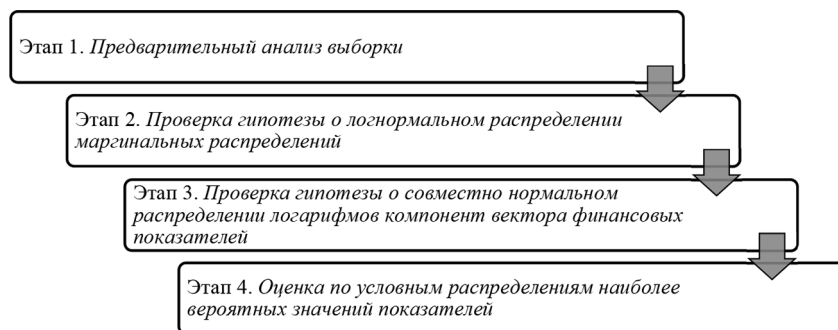 Этап 1. Предварительный анализ выборки
Этап 2. Проверка гипотезы о логнормальном распределении
маргинальных распределений
Этап 3. Проверка гипотезы о совместно нормальном
распределении логарифмов компонент вектора финансовых
показателей
Этап 4. Оценка по условным распределениям наиболее
вероятных значений показателей